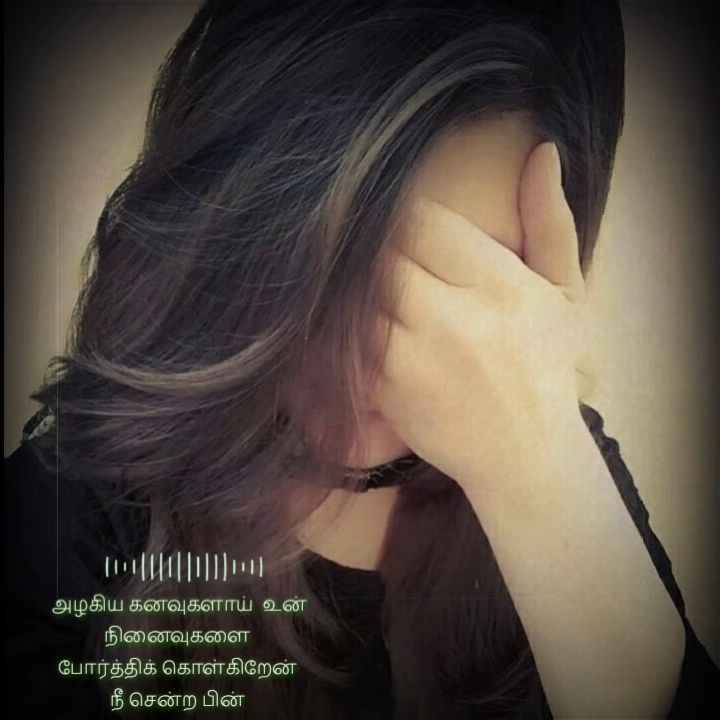 அழகிய கனவுகளாய் உன்
நினைவுகளை
போர்த்திக் கொள்கிறேன்
நீ சென்ற பின்